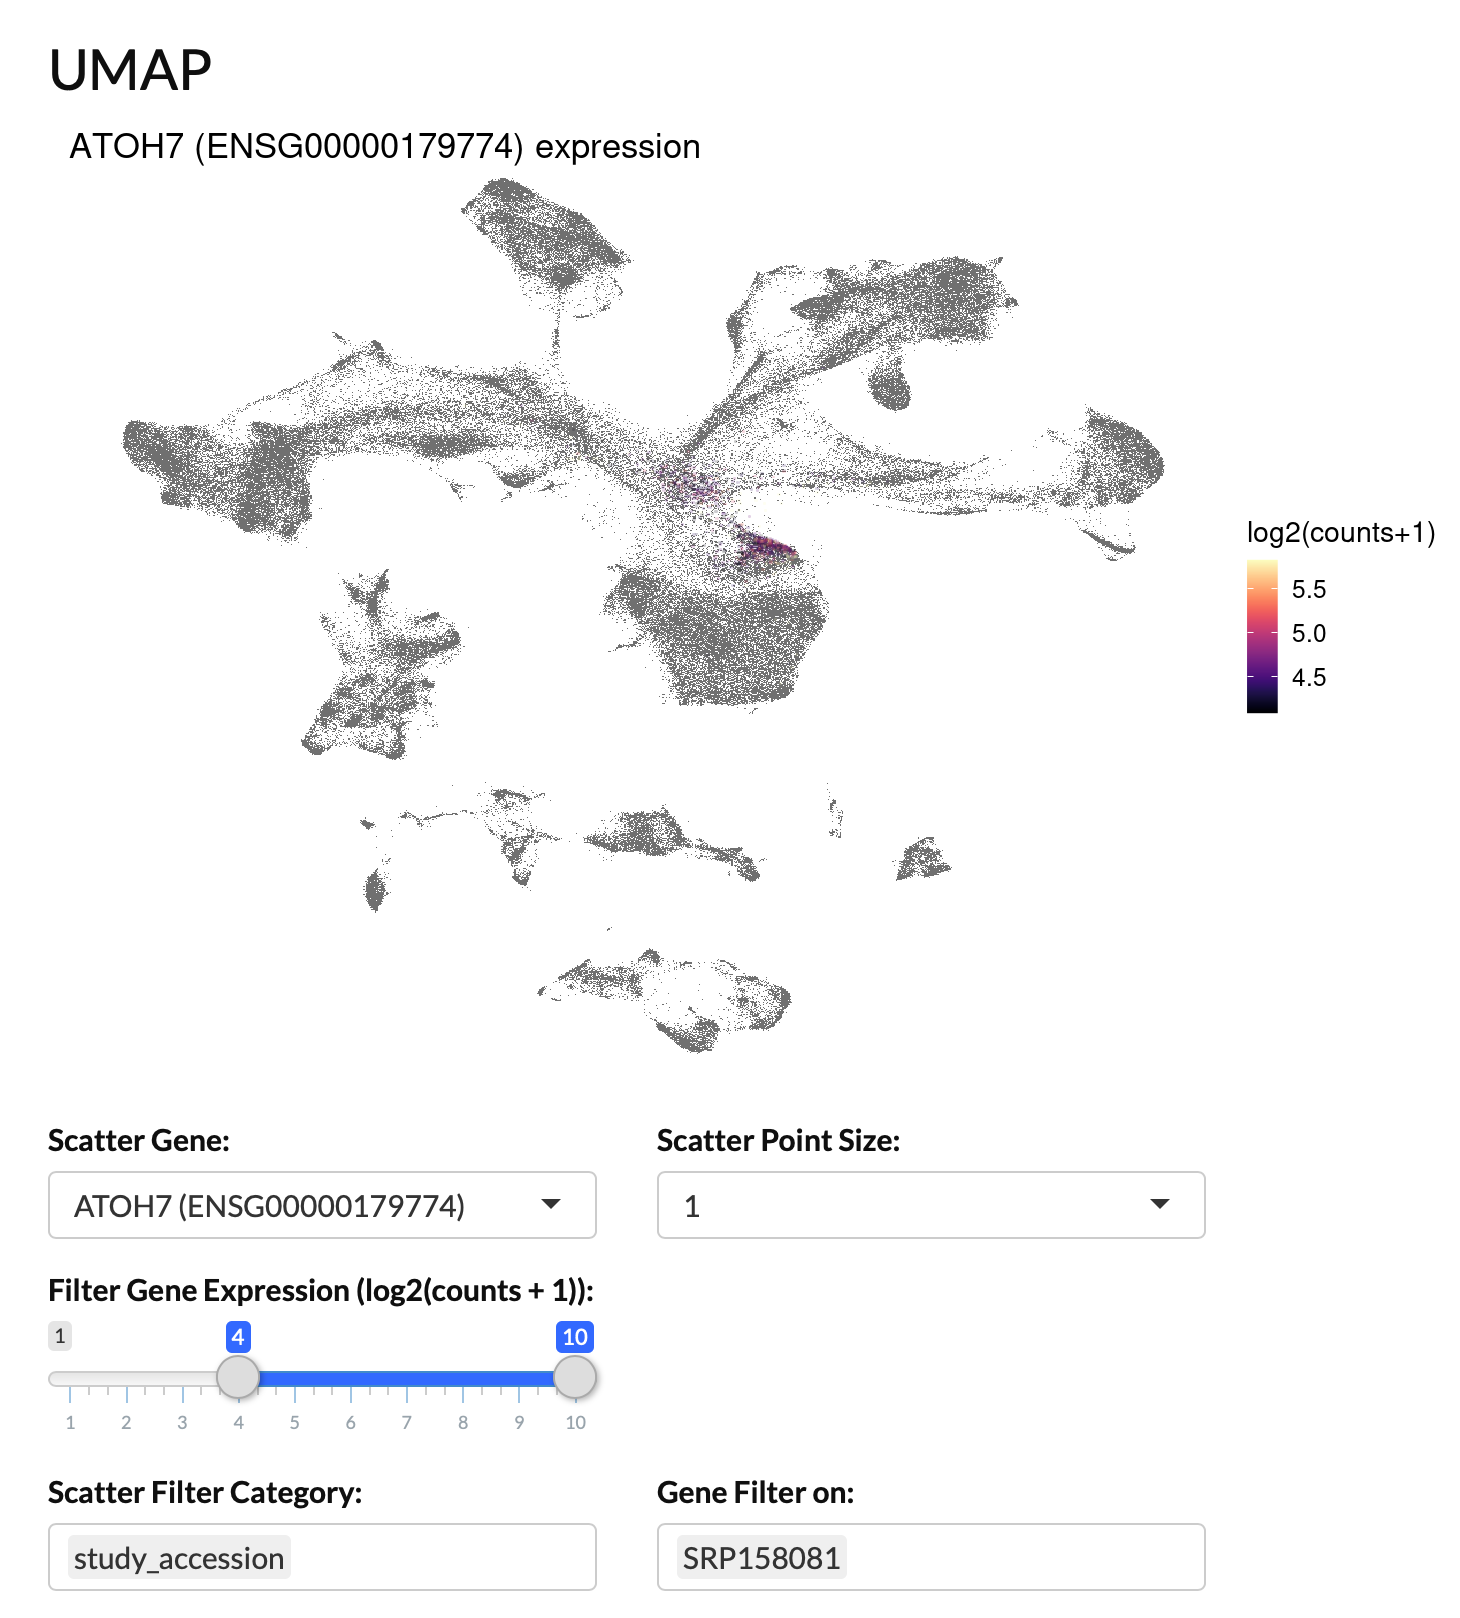 UMAP
ATOH7 (ENSG00000179774) expression
log2(counts+1)
5.5
5.0
4.5
Scatter Gene:
Scatter Point Size:
ATOH7 (ENSG00000179774)
1
Filter Gene Expression (log2(counts + 1)):
1 4 10
1 2 3 4 5 6 7 8 9 10
Scatter Filter Category:
Gene Filter on:
study_accession
SRP158081